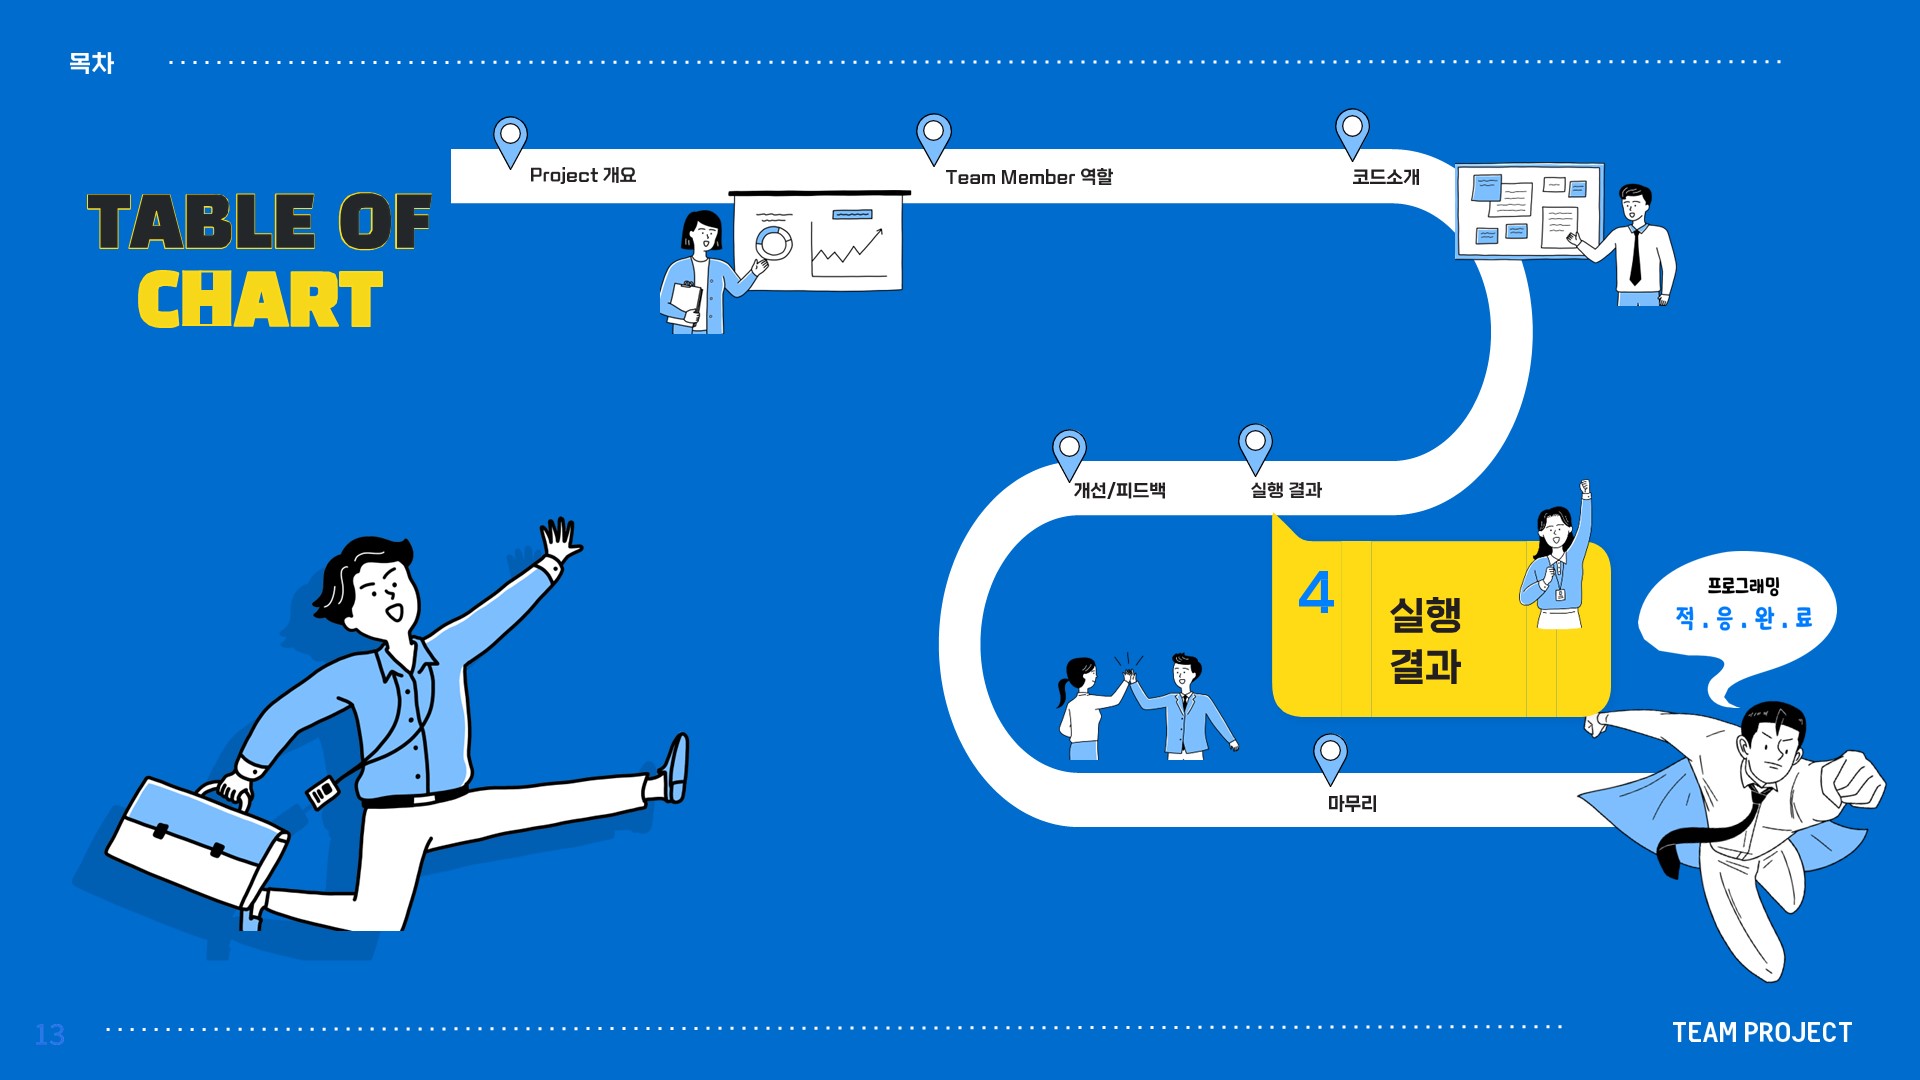 목차
Project 개요
Team Member 역할
코드소개
TABLE OF
CHART
개선/피드백
실행 결과
4
실행
결과
프로그래밍
적.응.완.료
마무리
13
TEAM PROJECT